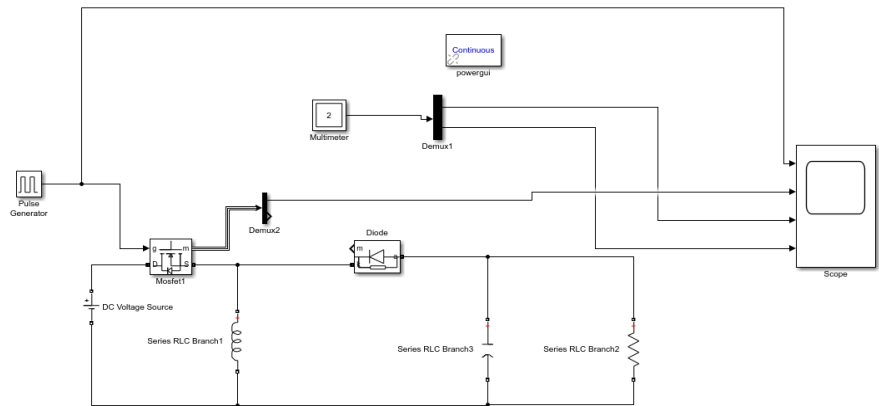 Continuous
powergui
2
Multimeter
Demux1
Pulse
Generator
Demux2
Diode
g m
D S
Mosfet1
m
a
Scope
+
DC Voltage Source
+
Series RLC Branch1
+
Series RLC Branch3
+
Series RLC Branch2